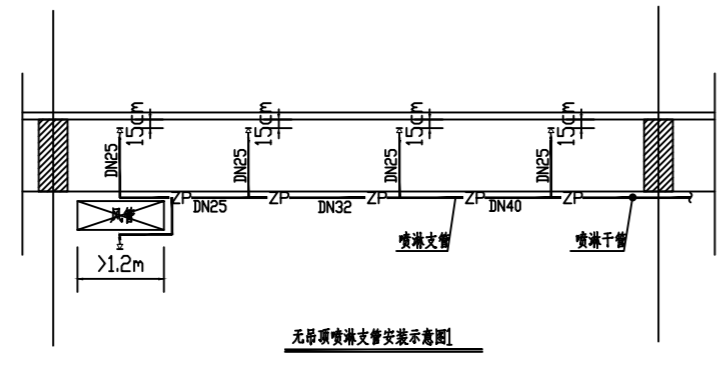 15cm
15cm
15cm
15cm
DN25
DN25
DN25
DN25
ZP
DN25
ZP
DN32
ZP
ZP
DN40
ZP
风管
喷淋支管
喷淋干管
>1.2m
无吊顶喷淋支管安装示意图1